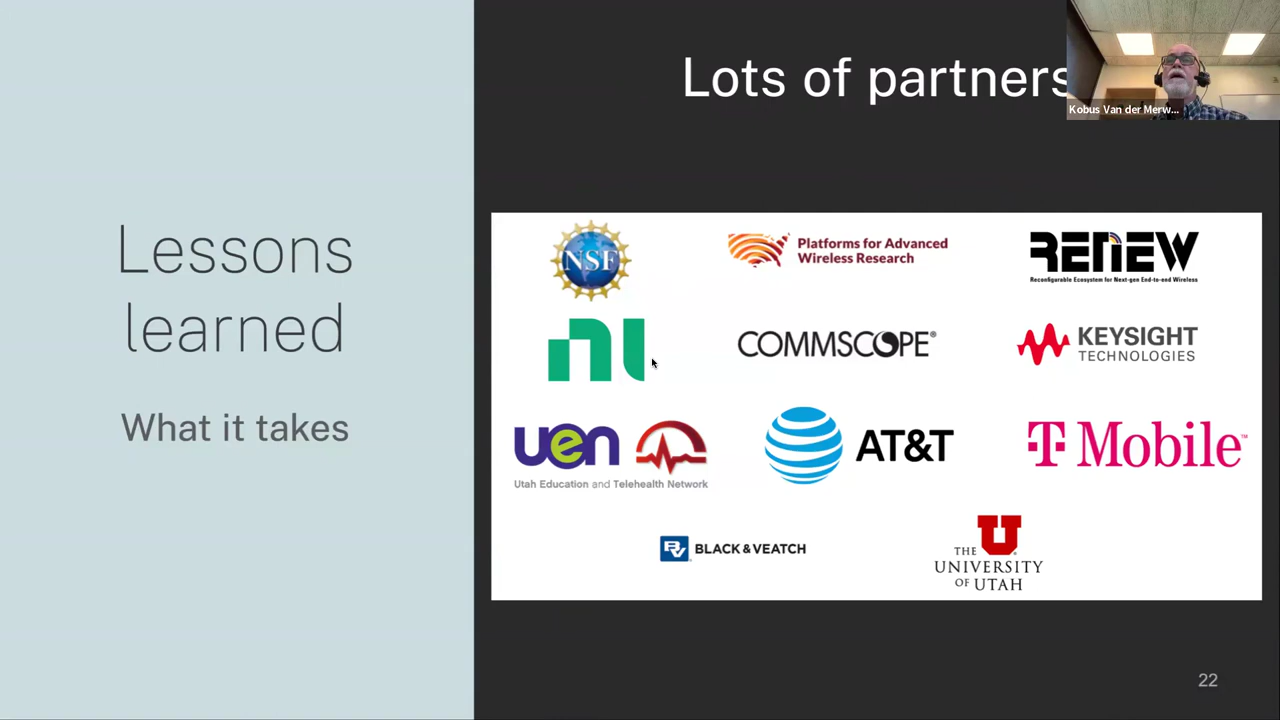 Lots of partners
Kobus Van der Merw...
Lessons
learned
What it takes
NSF
Platforms for Advanced
Wireless Research
RENEW
Reconfigurable Ecosystem for Next-gen End-to-end Wireless
ni
COMMSCOPE®
KEYSIGHT
TECHNOLOGIES
uen
Utah Education and Telehealth Network
AT&T
T Mobile™
BV BLACK & VEATCH
U
THE
UNIVERSITY
OF UTAH
22